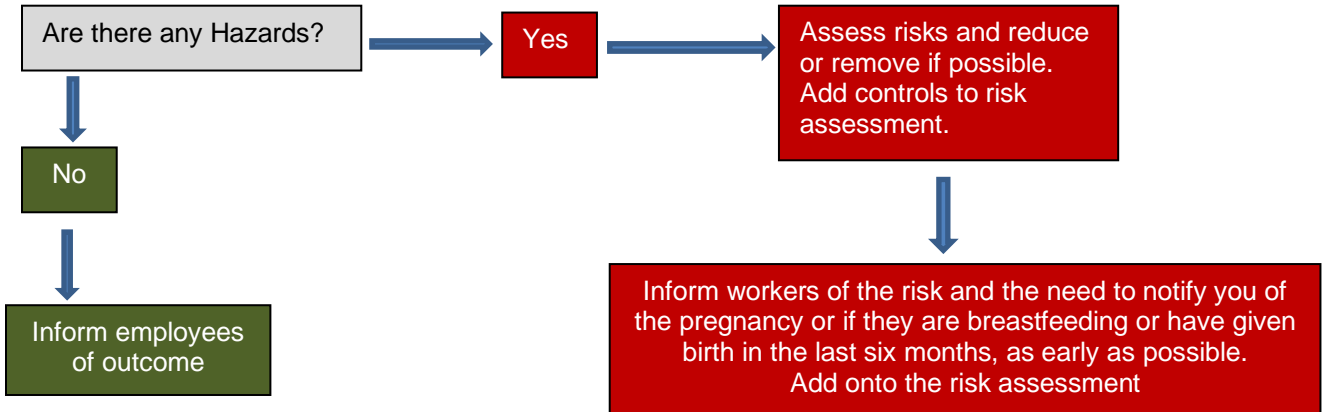 Are there any Hazards?
Yes
Assess risks and reduce
or remove if possible.
Add controls to risk
assessment.
No
Inform employees
of outcome
Inform workers of the risk and the need to notify you of
the pregnancy or if they are breastfeeding or have given
birth in the last six months, as early as possible.
Add onto the risk assessment